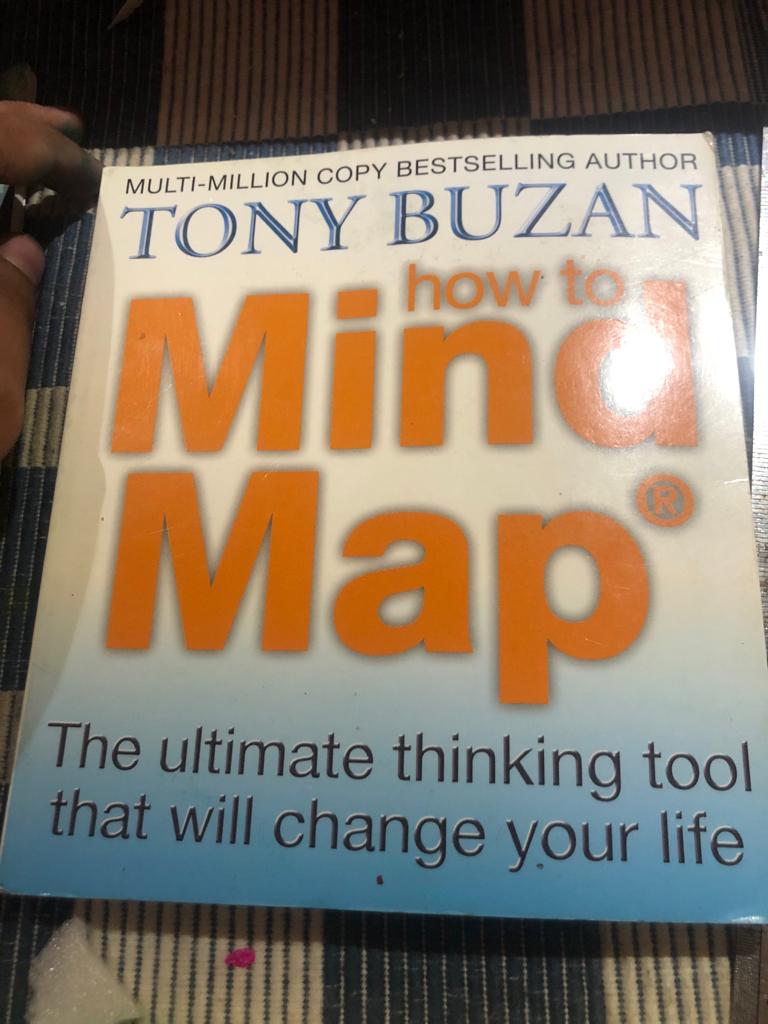 MULTI-MILLION COPY BESTSELLING AUTHOR
TONY BUZAN
how to
Mind
Map®
The ultimate thinking tool
that will change your life